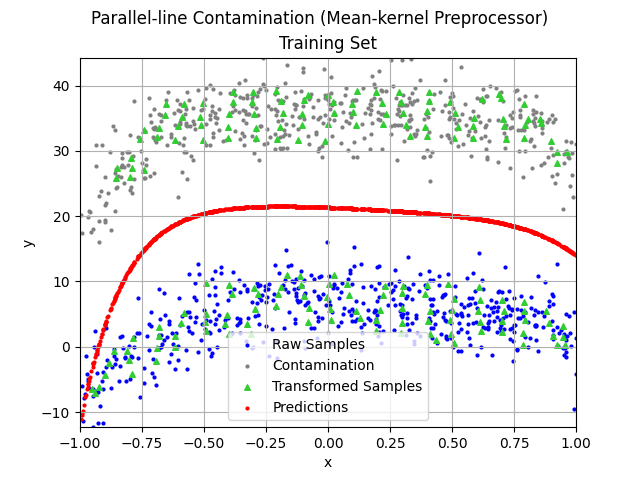 Parallel-line Contamination (Mean-kernel Preprocessor)
Training Set
40
30
20
10
0
−10
y
Raw Samples
Contamination
Transformed Samples
Predictions
−1.00 −0.75 −0.50 −0.25 0.00 0.25 0.50 0.75 1.00
x